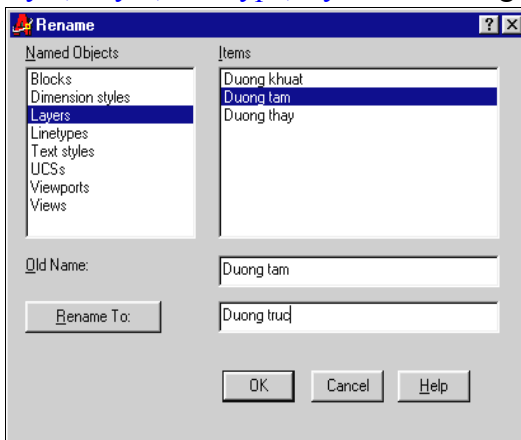 Rename
Named Objects
Items
Blocks
Dimension styles
Layers
Linetypes
Text styles
UCSs
Viewports
Views
Duong khuat
Duong tam
Duong thay
Old Name:
Duong tam
Rename To:
Duong truc
OK
Cancel
Help